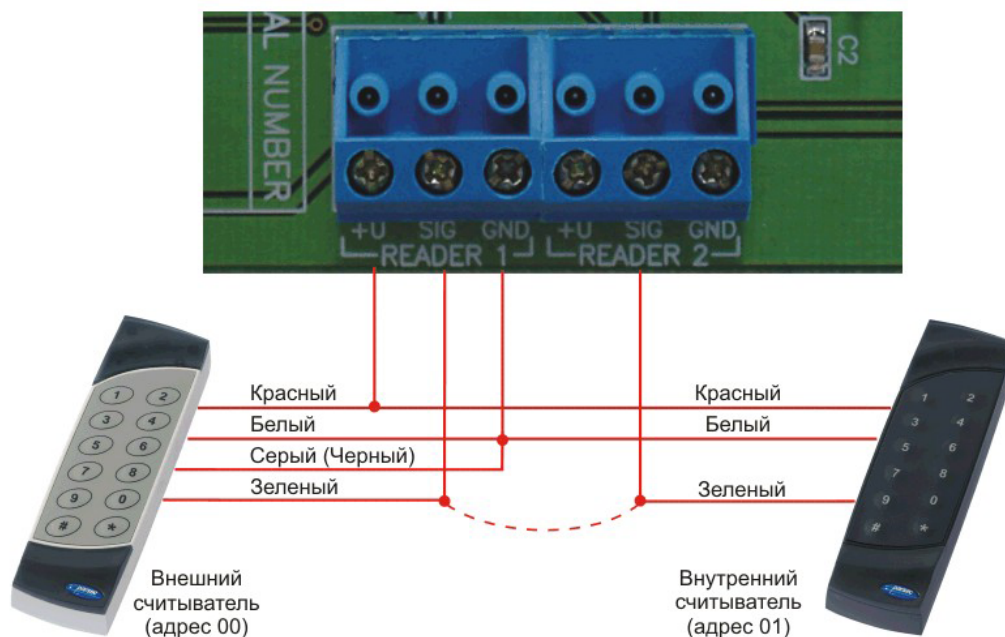 AL NUMBER
C2
+U SIG GND +U SIG GND
READER 1 READER 2
Красный Красный
Белый Белый
Серый (Черный)
Зеленый Зеленый
1 2
3 4
5 6
7 8
9 0
# *
1 2
3 4
5 6
7 8
9 0
# *
Внешний
считыватель
(адрес 00)
Внутренний
считыватель
(адрес 01)